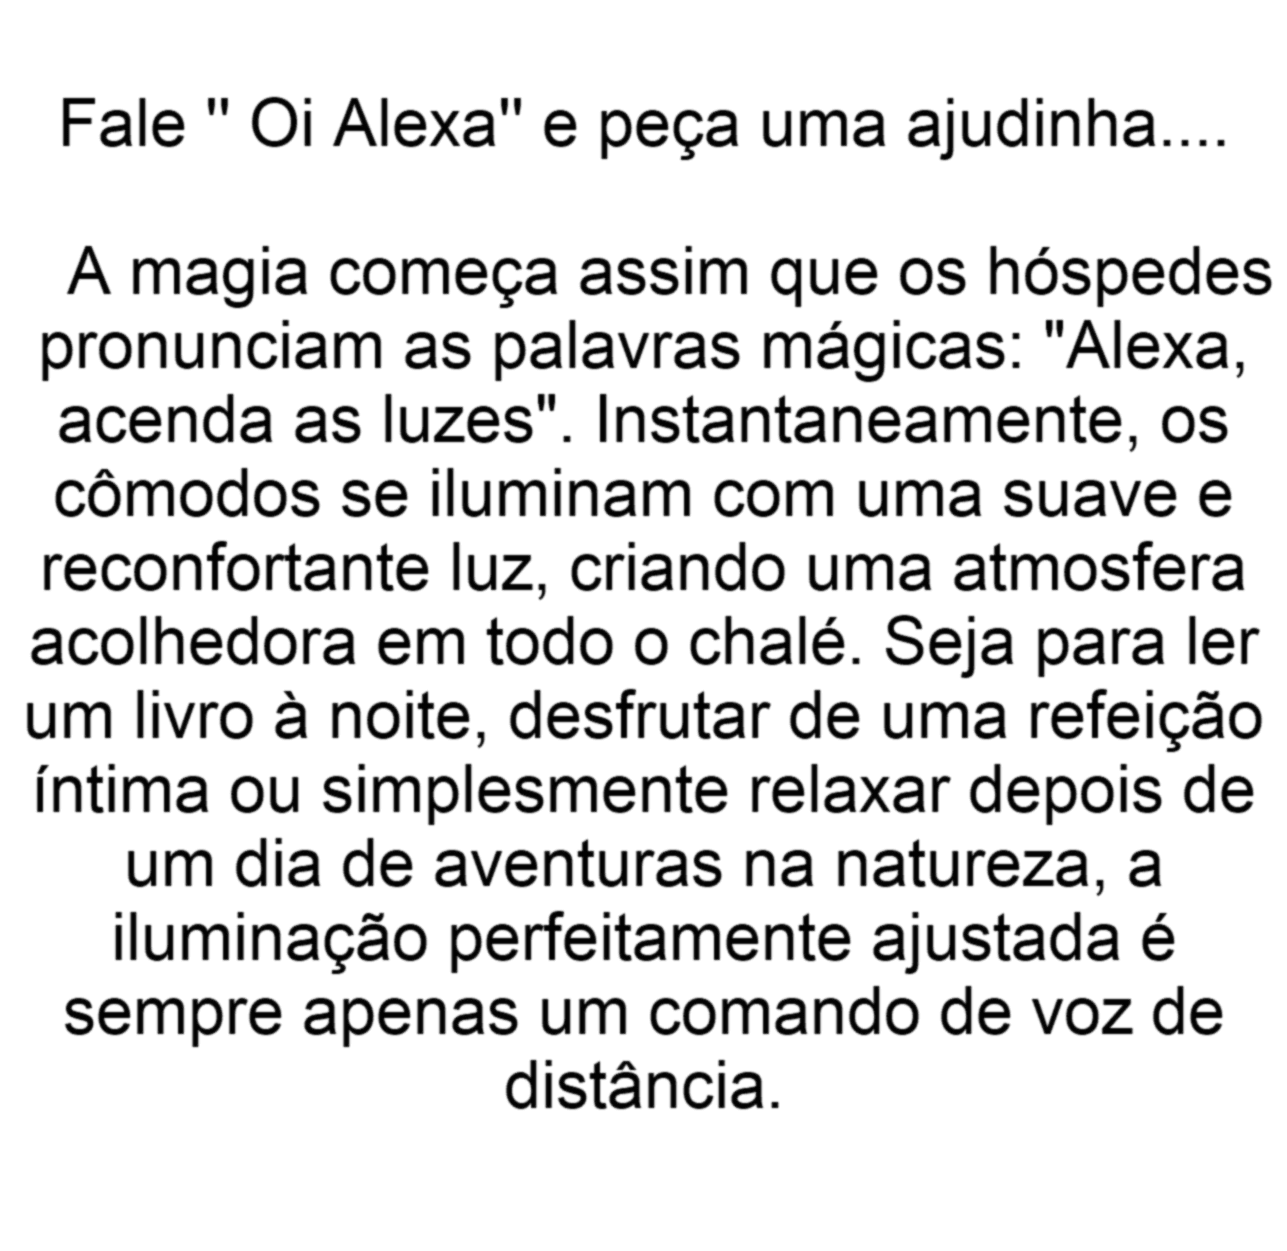 Fale " Oi Alexa" e peça uma ajudinha....
A magia começa assim que os hóspedes
pronunciam as palavras mágicas: "Alexa,
acenda as luzes". Instantaneamente, os
cômodos se iluminam com uma suave e
reconfortante luz, criando uma atmosfera
acolhedora em todo o chalé. Seja para ler
um livro à noite, desfrutar de uma refeição
íntima ou simplesmente relaxar depois de
um dia de aventuras na natureza, a
iluminação perfeitamente ajustada é
sempre apenas um comando de voz de
distância.